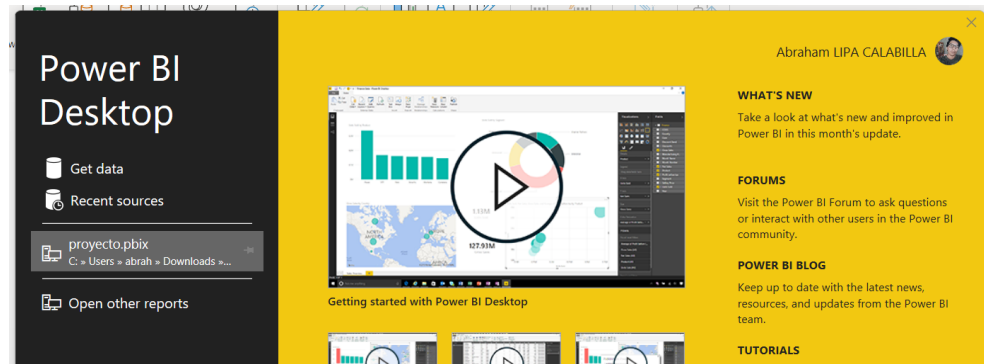 Power BI
Desktop
Get data
Recent sources
proyecto.pbix
C: » Users » abrah » Downloads »...
Open other reports
Getting started with Power BI Desktop
Abraham LIPA CALABILLA
WHAT'S NEW
Take a look at what's new and improved in
Power BI in this month's update.
FORUMS
Visit the Power BI Forum to ask questions
or interact with other users in the Power BI
community.
POWER BI BLOG
Keep up to date with the latest news,
resources, and updates from the Power BI
team.
TUTORIALS